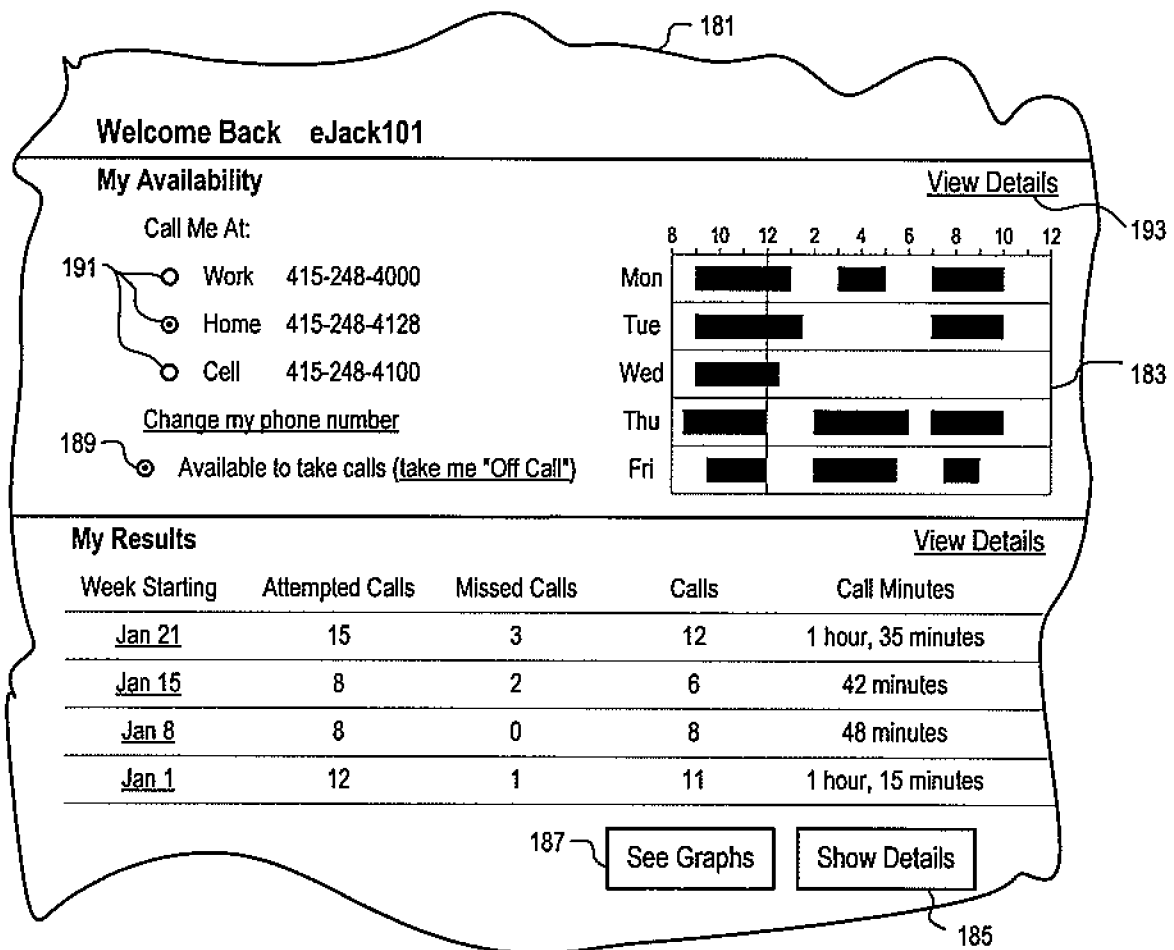 181
Welcome Back eJack101
My Availability
View Details
193
Call Me At:
8 10 12 2 4 6 8 10 12
191
Work 415-248-4000
Mon
Home 415-248-4128
Tue
Cell 415-248-4100
Wed
183
Change my phone number
Thu
189
Available to take calls (take me "Off Call")
Fri
My Results
View Details
Week Starting Attempted Calls Missed Calls Calls Call Minutes
Jan 21 15 3 12 1 hour, 35 minutes
Jan 15 8 2 6 42 minutes
Jan 8 8 0 8 48 minutes
Jan 1 12 1 11 1 hour, 15 minutes
187
See Graphs
Show Details
185